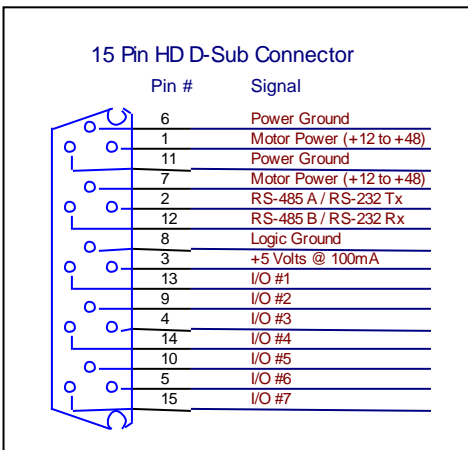 15 Pin HD D-Sub Connector
Pin # Signal
6 Power Ground
1 Motor Power (+12 to +48)
11 Power Ground
7 Motor Power (+12 to +48)
2 RS-485 A / RS-232 Tx
12 RS-485 B / RS-232 Rx
8 Logic Ground
3 +5 Volts @ 100mA
13 I/O #1
9 I/O #2
4 I/O #3
14 I/O #4
10 I/O #5
5 I/O #6
15 I/O #7